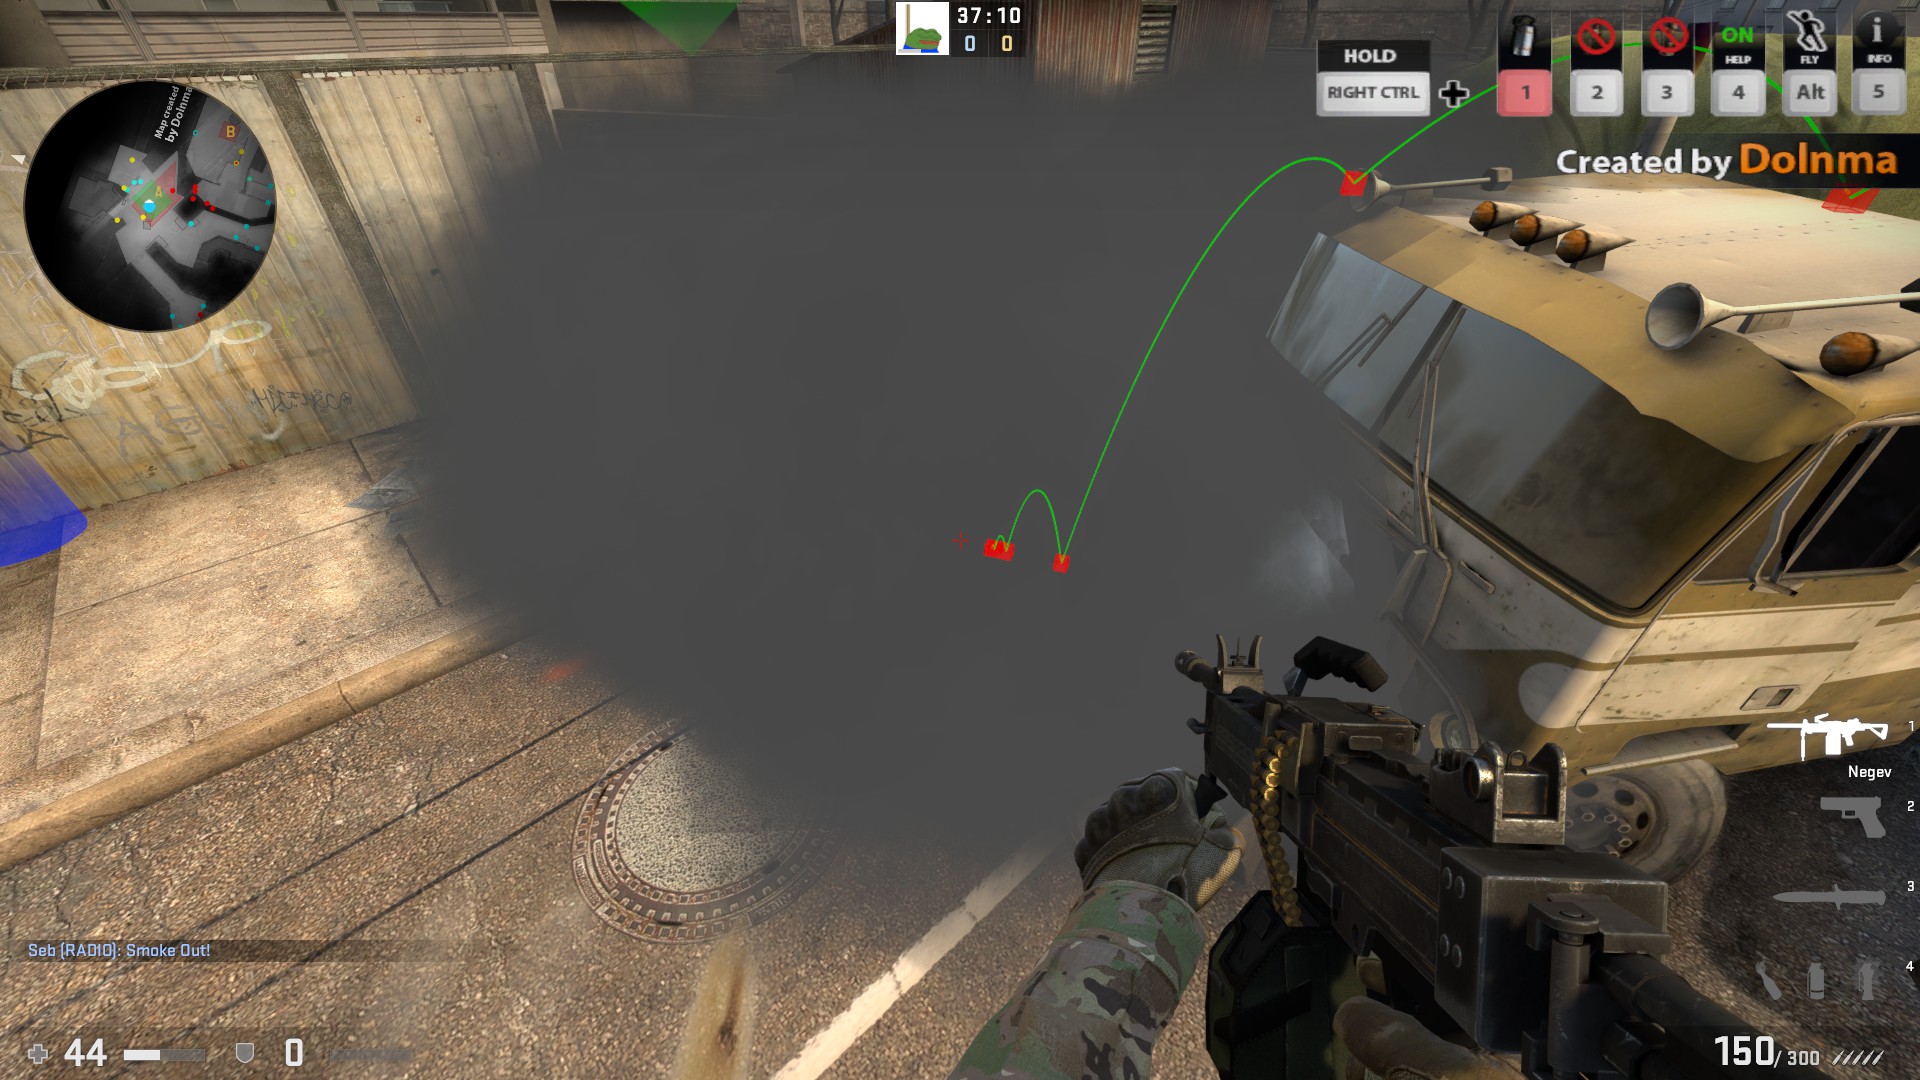 37:10
0 0
HOLD
RIGHT CTRL
1 2 3 4 Alt 5
ON
HELP
FLY
INFO
Created by Dolnma
Map created
by Dolnma
B
A
1
Negev
2
3
4
Seb (RADIO): Smoke Out!
44
0
150/ 300